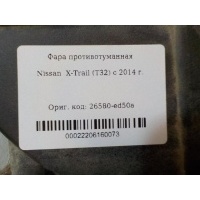 Фара противотуманная
Nissan X-Trail (T32) с 2014 г.
Ориг. код: 26580-ed50a
00022206160073